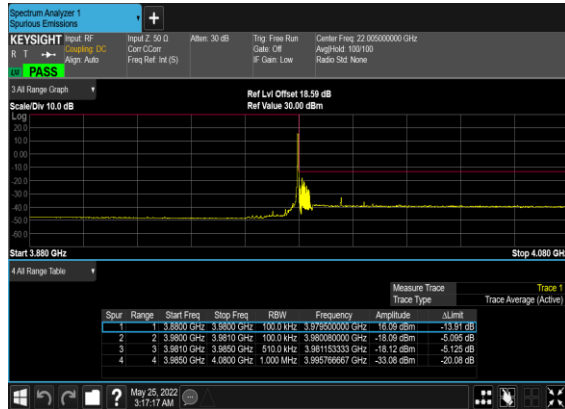 Spectrum Analyzer 1
Spurious Emissions
+
KEYSIGHT Input: RF Input Z: 50 Ω Atten: 30 dB Trig: Free Run Center Freq: 22.005000000 GHz
R T Coupling: DC Corr CCorr Gate: Off Avg|Hold: 100/100
Align: Auto Freq Ref: Int (S) IF Gain: Low Radio Std: None
PASS
3 All Range Graph
Ref Lvl Offset 18.59 dB
Scale/Div 10.0 dB Ref Value 30.00 dBm
Log
20.0
10.0
0.00
-10.0
-20.0
-30.0
-40.0
-50.0
-60.0
Start 3.880 GHz Stop 4.080 GHz
4 All Range Table
Measure Trace Trace 1
Trace Type Trace Average (Active)
Spur Range Start Freq Stop Freq RBW Frequency Amplitude ΔLimit
1 1 3.8800 GHz 3.9800 GHz 100.0 kHz 3.979500000 GHz 16.09 dBm -13.91 dB
2 2 3.9800 GHz 3.9810 GHz 100.0 kHz 3.980080000 GHz -18.09 dBm -5.095 dB
3 3 3.9810 GHz 3.9850 GHz 510.0 kHz 3.981153333 GHz -18.12 dBm -5.125 dB
4 4 3.9850 GHz 4.0800 GHz 1.000 MHz 3.995766667 GHz -33.08 dBm -20.08 dB
? May 25, 2022
3:17:17 AM